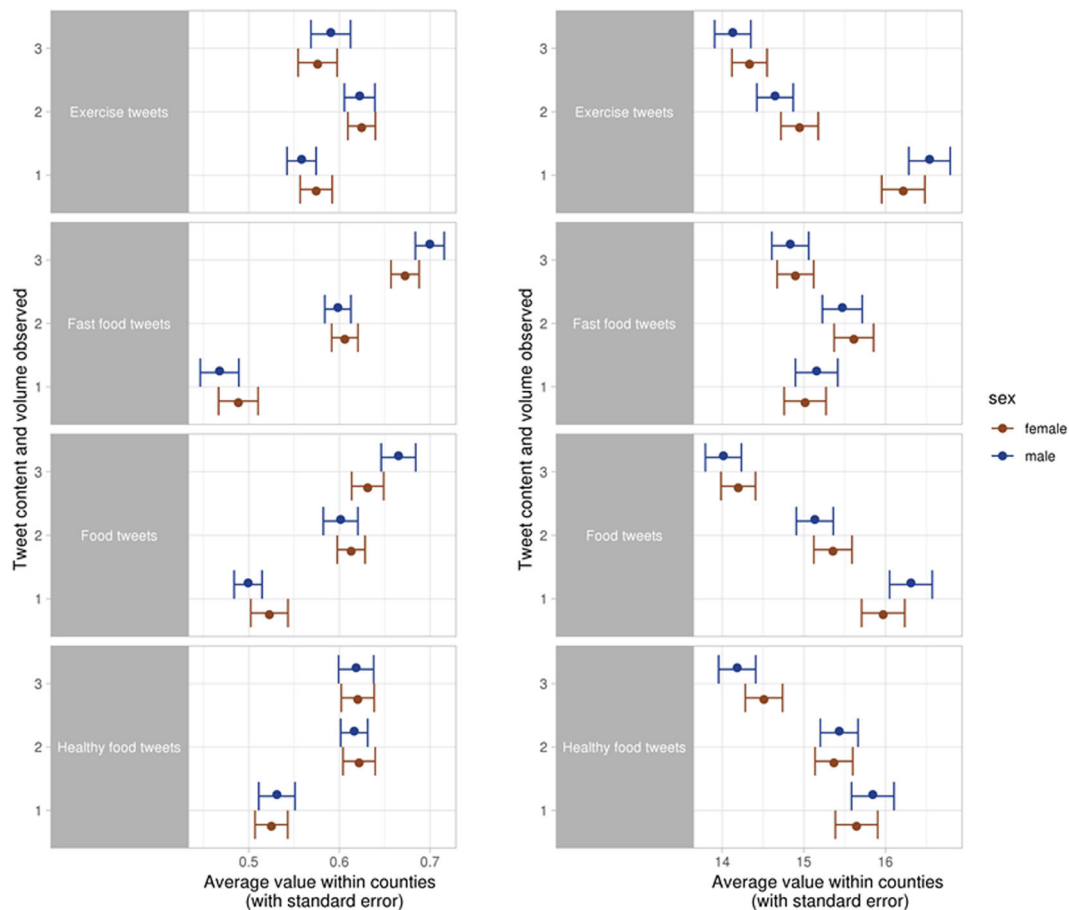 Tweet content and volume observed
3
Exercise tweets
2
1
3
Fast food tweets
2
1
3
Food tweets
2
1
3
Healthy food tweets
2
1
0.5 0.6 0.7
Average value within counties
(with standard error)
Tweet content and volume observed
3
Exercise tweets
2
1
3
Fast food tweets
2
1
3
Food tweets
2
1
3
Healthy food tweets
2
1
14 15 16
Average value within counties
(with standard error)
sex
female
male